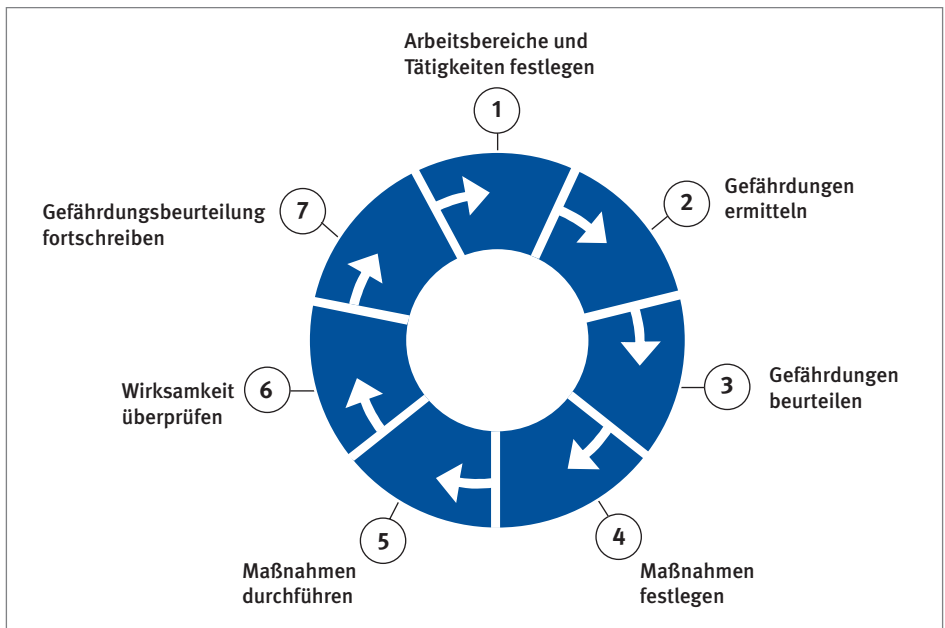 Arbeitsbereiche und
Tätigkeiten festlegen
1
2
Gefährdungen
ermitteln
3
Gefährdungen
beurteilen
4
Maßnahmen
festlegen
5
Maßnahmen
durchführen
6
Wirksamkeit
überprüfen
7
Gefährdungsbeurteilung
fortschreiben